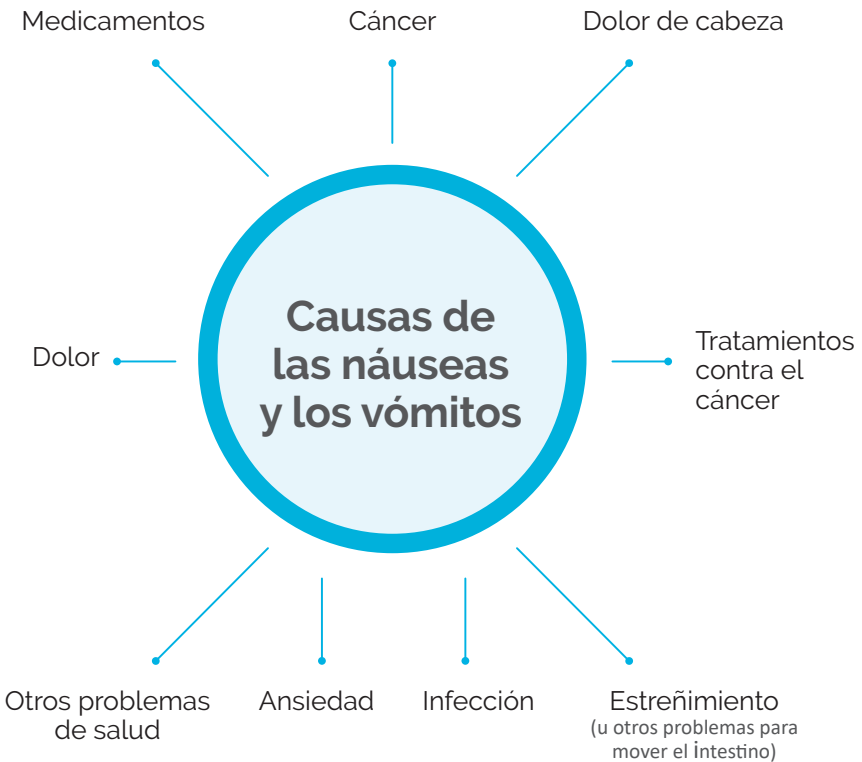 Medicamentos
Cáncer
Dolor de cabeza
Causas de
las náuseas
y los vómitos
Dolor
Tratamientos
contra el
cáncer
Otros problemas
de salud
Ansiedad
Infección
Estreñimiento
(u otros problemas para
mover el intestino)